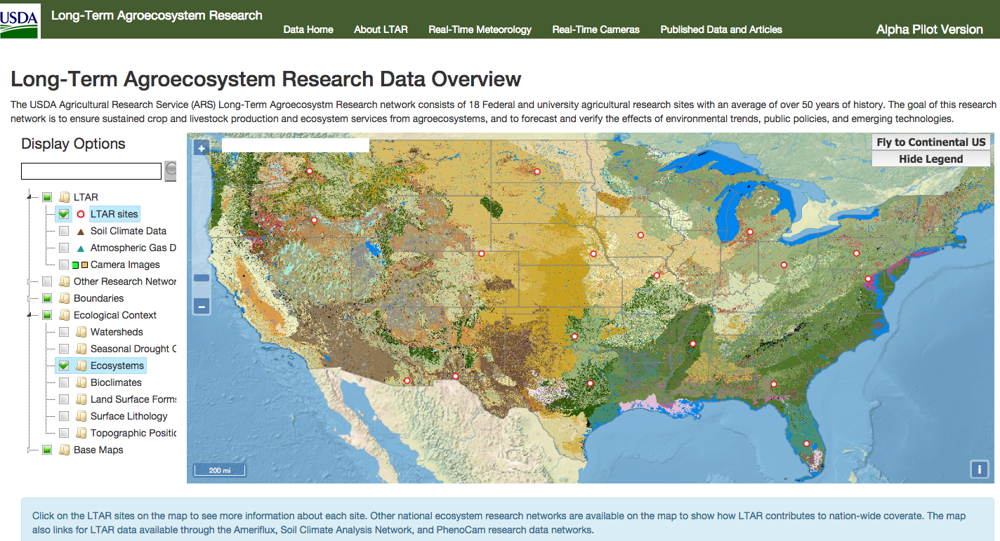 USDA
Long-Term Agroecosystem Research
Data Home About LTAR Real-Time Meteorology Real-Time Cameras Published Data and Articles
Alpha Pilot Version
Long-Term Agroecosystem Research Data Overview
The USDA Agricultural Research Service (ARS) Long-Term Agroecosystm Research network consists of 18 Federal and university agricultural research sites with an average of over 50 years of history. The goal of this research
network is to ensure sustained crop and livestock production and ecosystem services from agroecosystems, and to forecast and verify the effects of environmental trends, public policies, and emerging technologies.
Display Options
LTAR
LTAR sites
Soil Climate Data
Atmospheric Gas D
Camera Images
Other Research Networ
Boundaries
Ecological Context
Watersheds
Seasonal Drought C
Ecosystems
Bioclimates
Land Surface Forms
Surface Lithology
Topographic Positic
Base Maps
+
−
Fly to Continental US
Hide Legend
200 mi
i
Click on the LTAR sites on the map to see more information about each site. Other national ecosystem research networks are available on the map to show how LTAR contributes to nation-wide coverate. The map
also links for LTAR data available through the Ameriflux, Soil Climate Analysis Network, and PhenoCam research data networks.